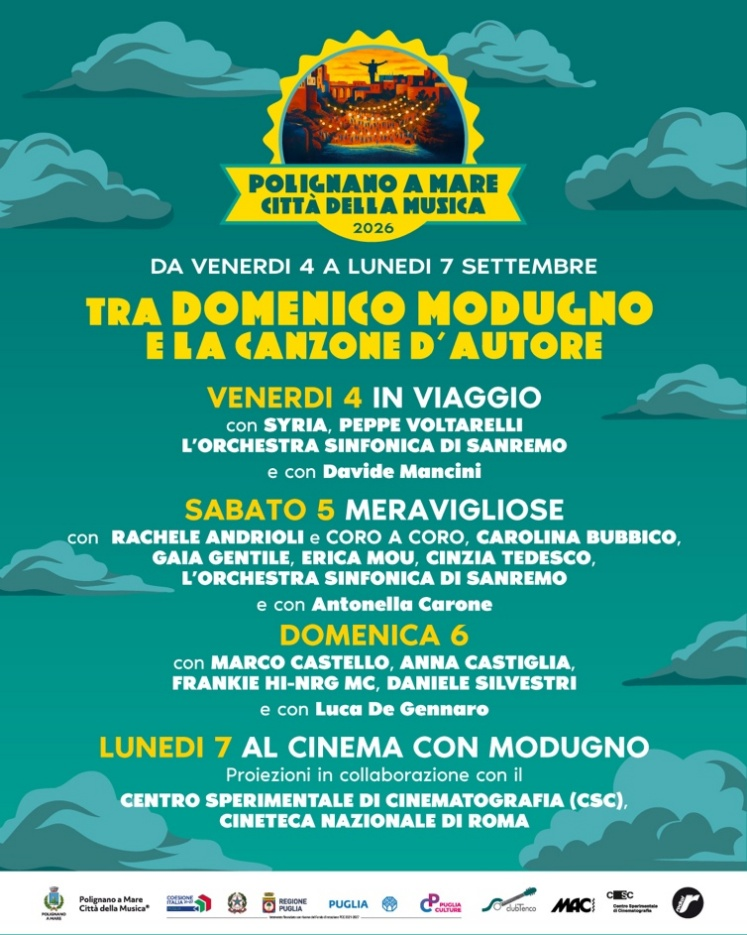 POLIGNANO A MARE
CITTÀ DELLA MUSICA
2026
DA VENERDI 4 A LUNEDI 7 SETTEMBRE
TRA DOMENICO MODUGNO
E LA CANZONE D'AUTORE
VENERDI 4 IN VIAGGIO
con SYRIA, PEPPE VOLTARELLI
L'ORCHESTRA SINFONICA DI SANREMO
e con Davide Mancini
SABATO 5 MERAVIGLIOSE
con RACHELE ANDRIOLI e CORO A CORO, CAROLINA BUBBICO,
GAIA GENTILE, ERICA MOU, CINZIA TEDESCO,
L'ORCHESTRA SINFONICA DI SANREMO
e con Antonella Carone
DOMENICA 6
con MARCO CASTELLO, ANNA CASTIGLIA,
FRANKIE HI-NRG MC, DANIELE SILVESTRI
e con Luca De Gennaro
LUNEDI 7 AL CINEMA CON MODUGNO
Proiezioni in collaborazione con il
CENTRO SPERIMENTALE DI CINEMATOGRAFIA (CSC),
CINETECA NAZIONALE DI ROMA
POLIGNANO
A MARE
Polignano a Mare
Città della Musica®
COESIONE
ITALIA 21-27
REGIONE
PUGLIA
PUGLIA
PUGLIA
CULTURE
clubTenco
MAC
CSC
Centro Sperimentale
di Cinematografia